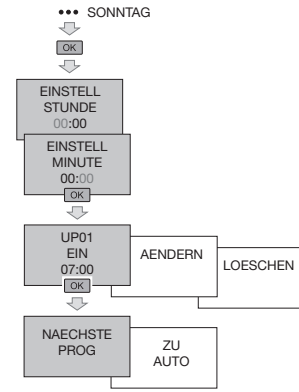 ••• SONNTAG
OK
EINSTELL
STUNDE
00:00
EINSTELL
MINUTE
00:00
OK
UP01
EIN
07:00
OK
AENDERN
LOESCHEN
NAECHSTE
PROG
ZU
AUTO